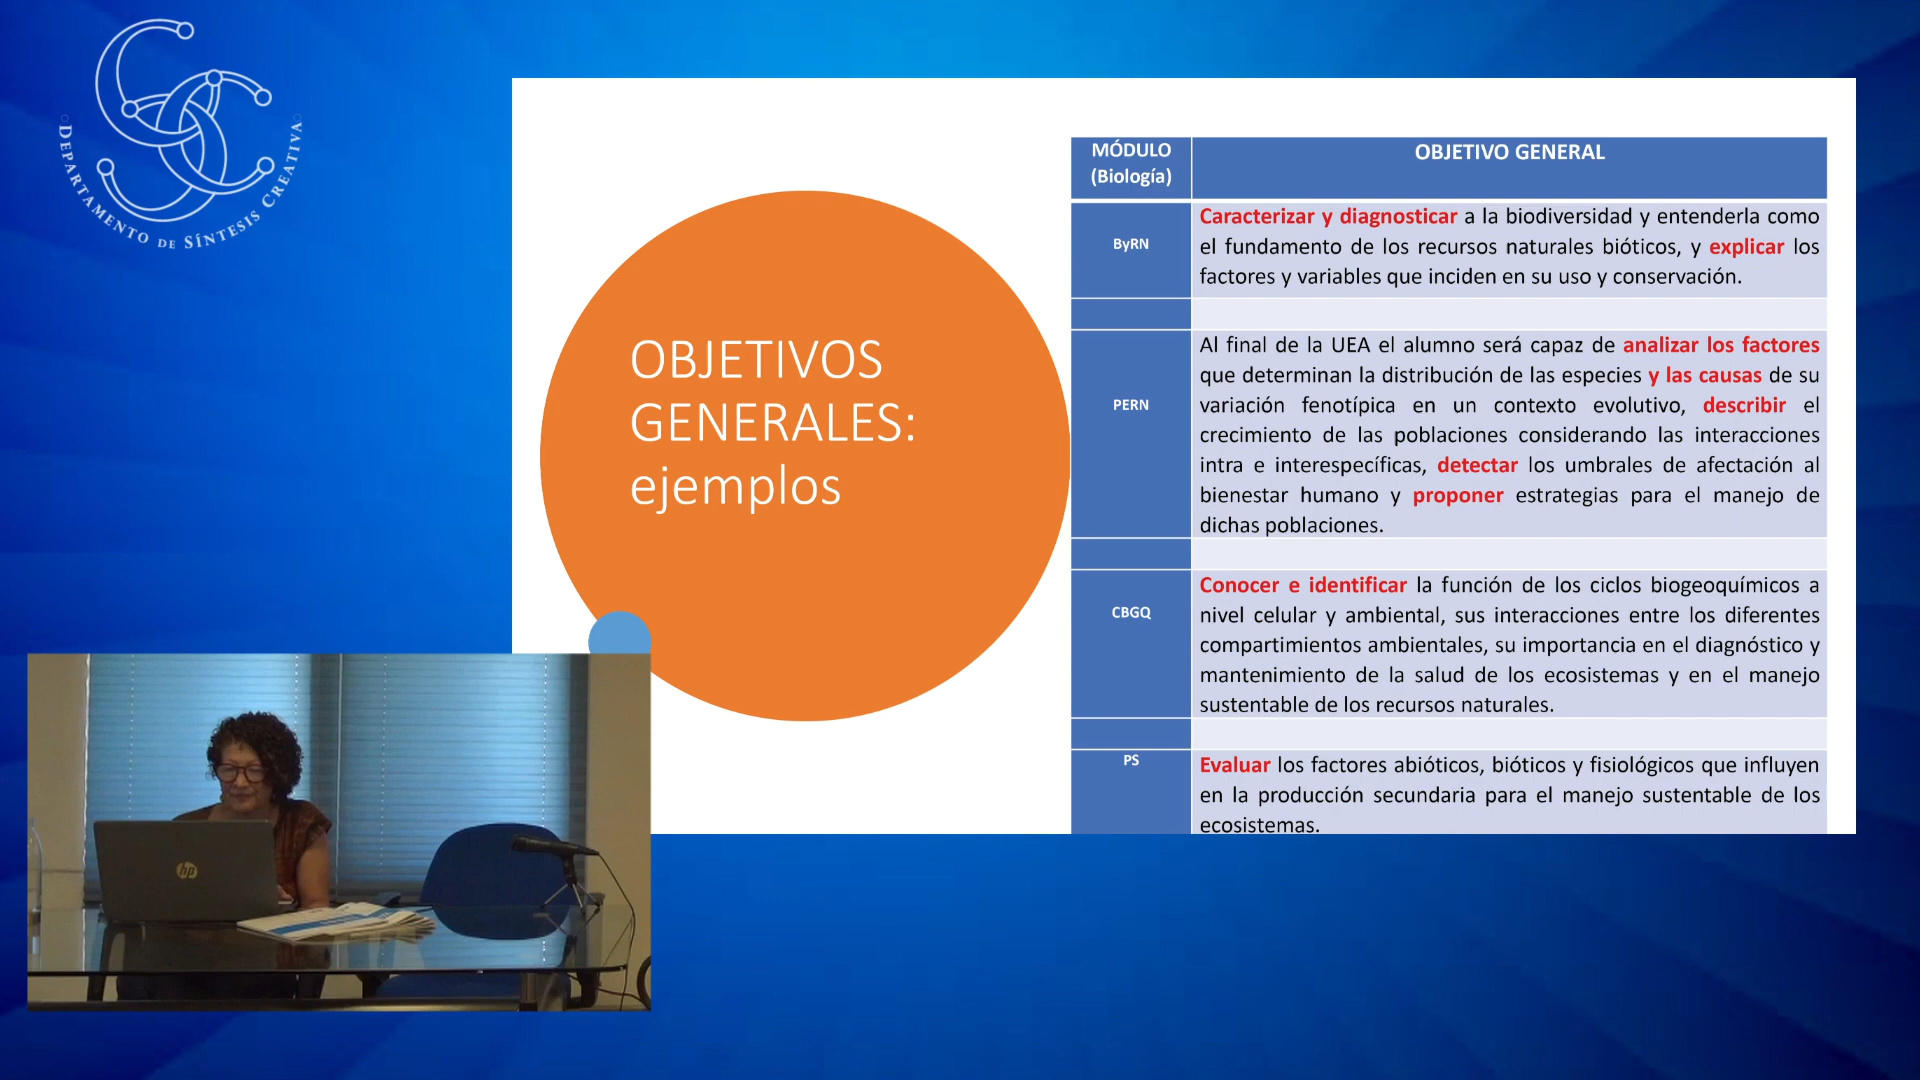 DEPARTAMENTO DE SÍNTESIS CREATIVA
OBJETIVOS
GENERALES:
ejemplos
MÓDULO
(Biología)
OBJETIVO GENERAL
ByRN
Caracterizar y diagnosticar a la biodiversidad y entenderla como
el fundamento de los recursos naturales bióticos, y explicar los
factores y variables que inciden en su uso y conservación.
PERN
Al final de la UEA el alumno será capaz de analizar los factores
que determinan la distribución de las especies y las causas de su
variación fenotípica en un contexto evolutivo, describir el
crecimiento de las poblaciones considerando las interacciones
intra e interespecíficas, detectar los umbrales de afectación al
bienestar humano y proponer estrategias para el manejo de
dichas poblaciones.
CBGQ
Conocer e identificar la función de los ciclos biogeoquímicos a
nivel celular y ambiental, sus interacciones entre los diferentes
compartimientos ambientales, su importancia en el diagnóstico y
mantenimiento de la salud de los ecosistemas y en el manejo
sustentable de los recursos naturales.
PS
Evaluar los factores abióticos, bióticos y fisiológicos que influyen
en la producción secundaria para el manejo sustentable de los
ecosistemas.
hp